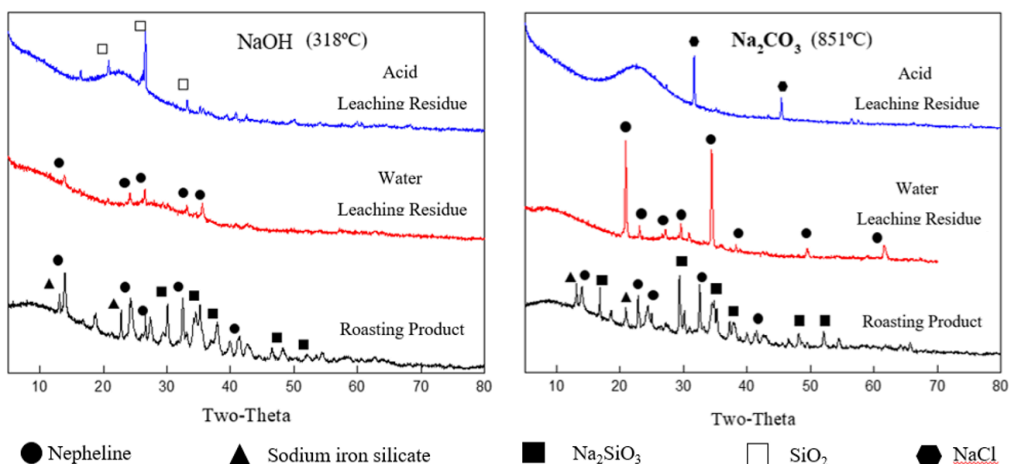 NaOH (318ºC)
Acid
Leaching Residue
Water
Leaching Residue
Roasting Product
10 20 30 40 50 60 70 80
Two-Theta
Na₂CO₃ (851ºC)
Acid
Leaching Residue
Water
Leaching Residue
Roasting Product
10 20 30 40 50 60 70 80
Two-Theta
Nepheline
Sodium iron silicate
Na₂SiO₃
SiO₂
NaCl